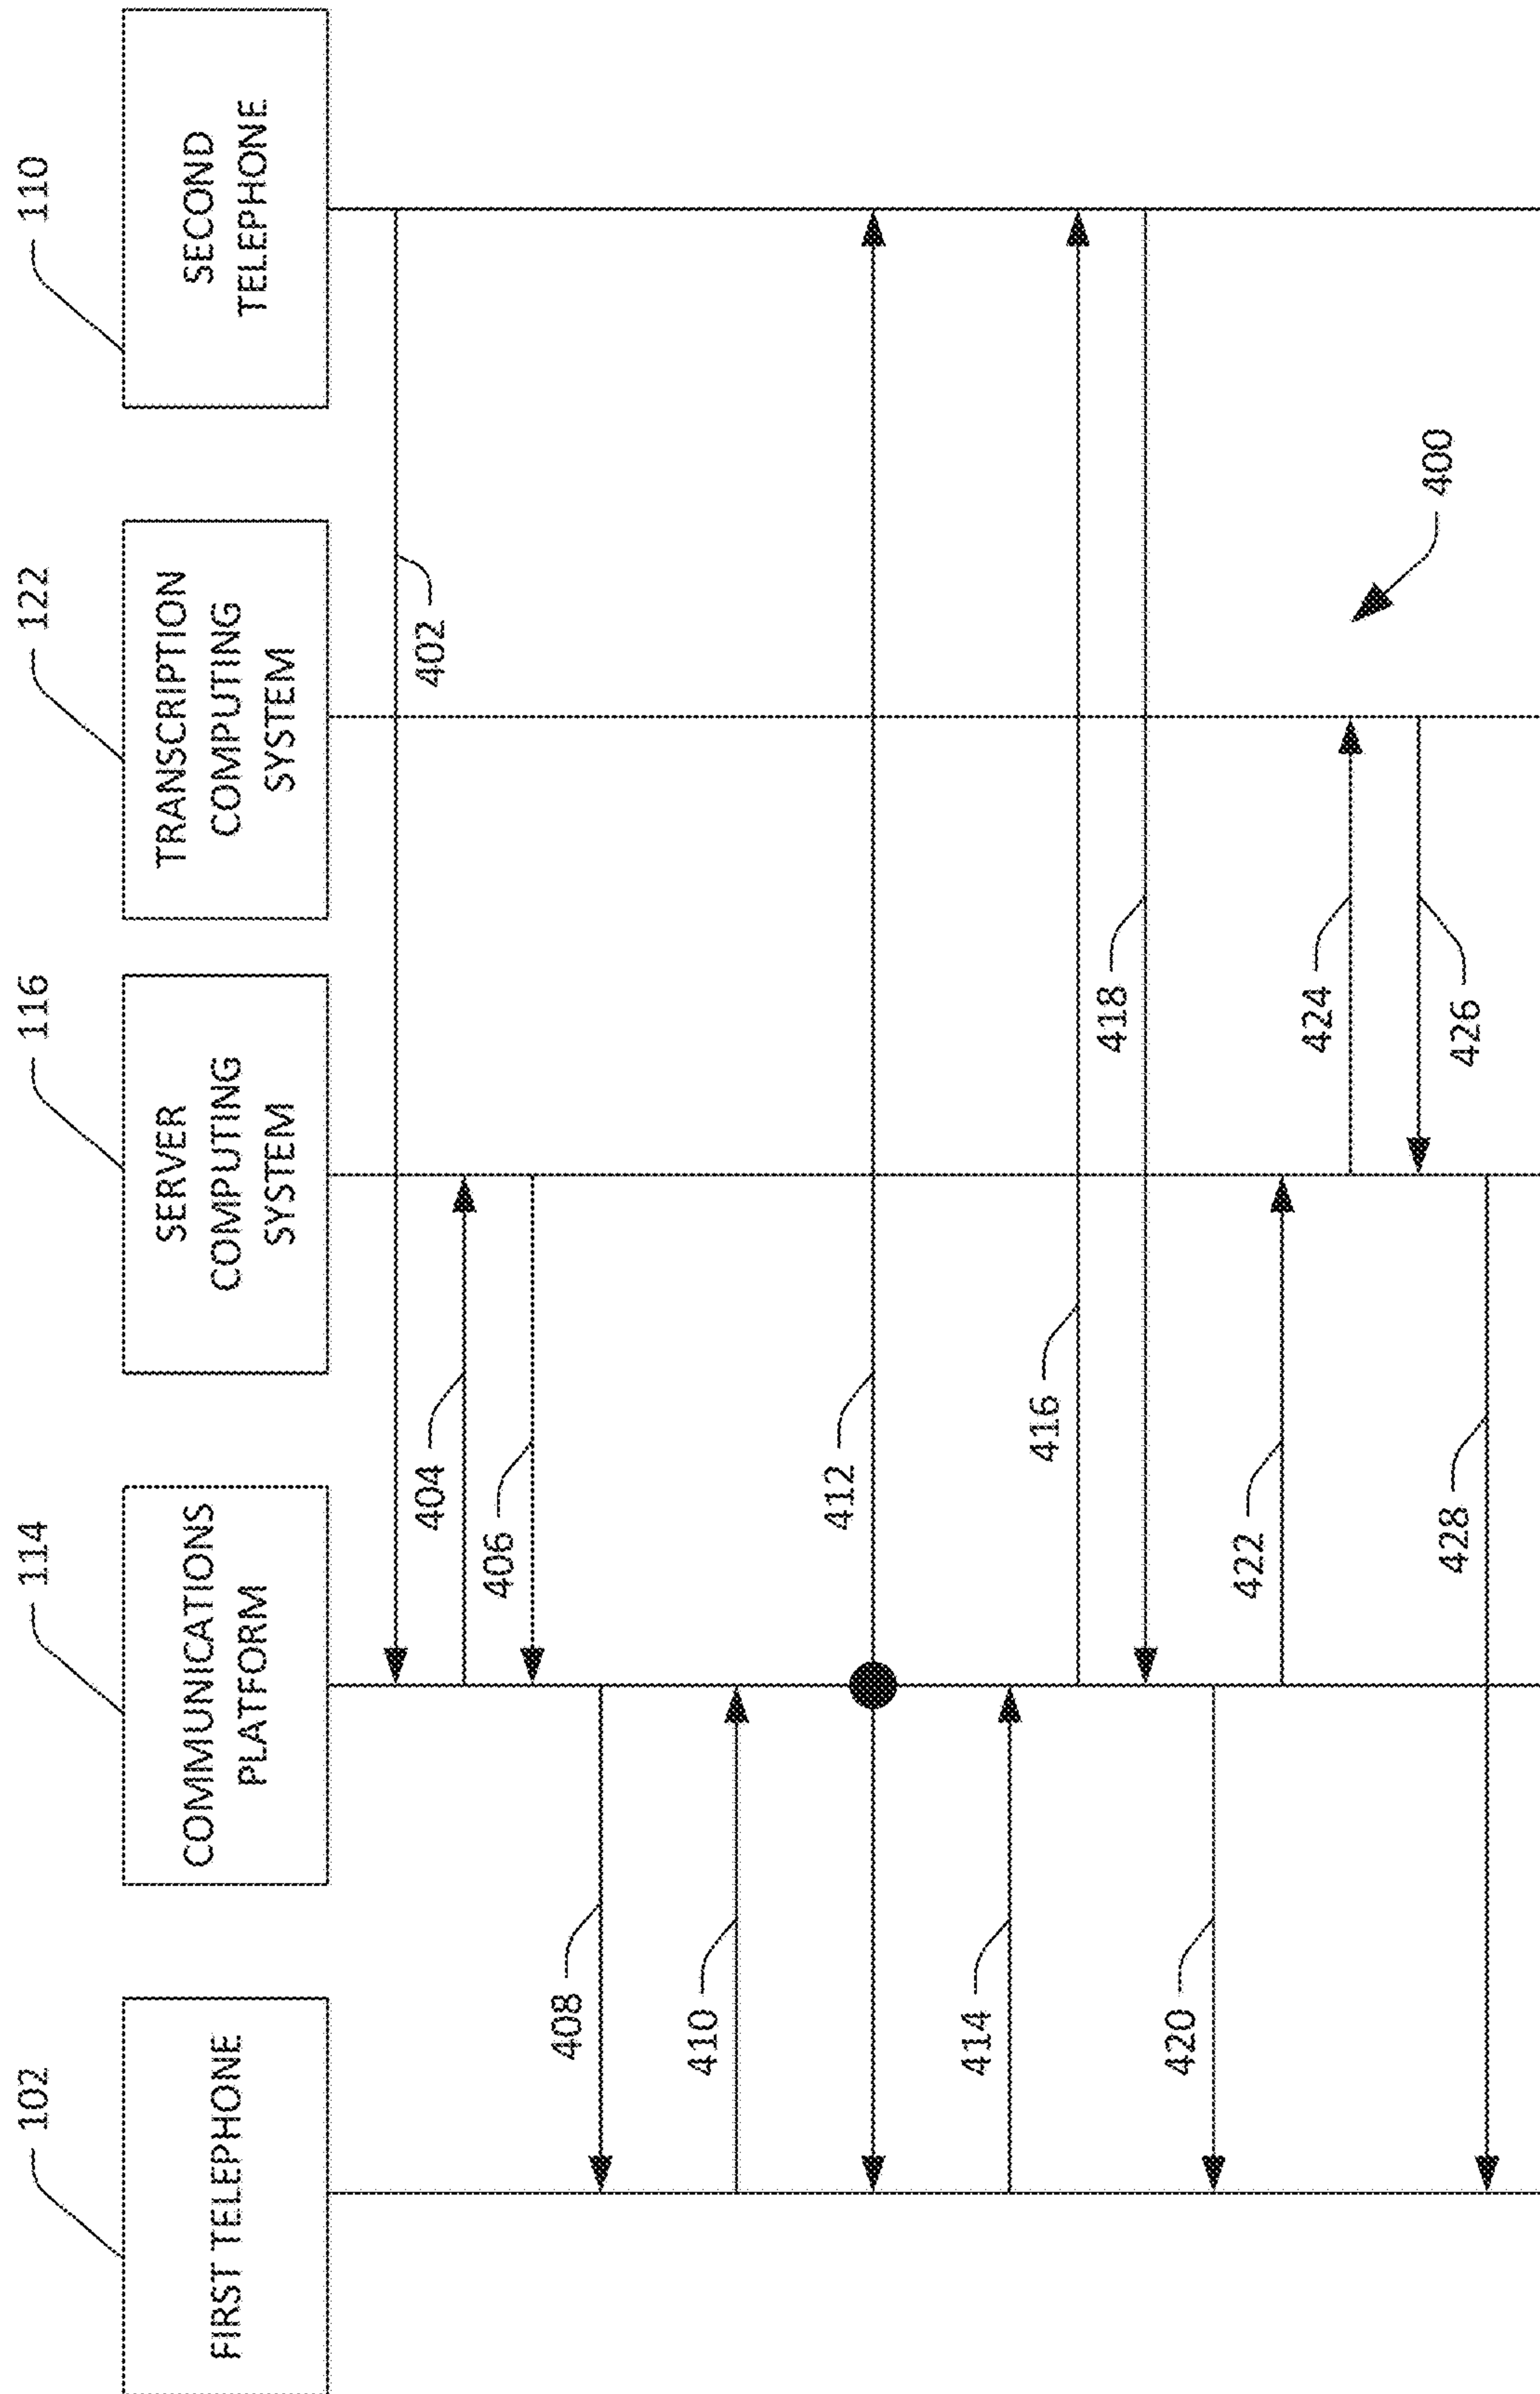 102
114
116
122
110
FIRST TELEPHONE
COMMUNICATIONS
PLATFORM
SERVER
COMPUTING
SYSTEM
TRANSCRIPTION
COMPUTING
SYSTEM
SECOND
TELEPHONE
402
404
406
408
410
412
414
416
418
420
422
424
426
428
400